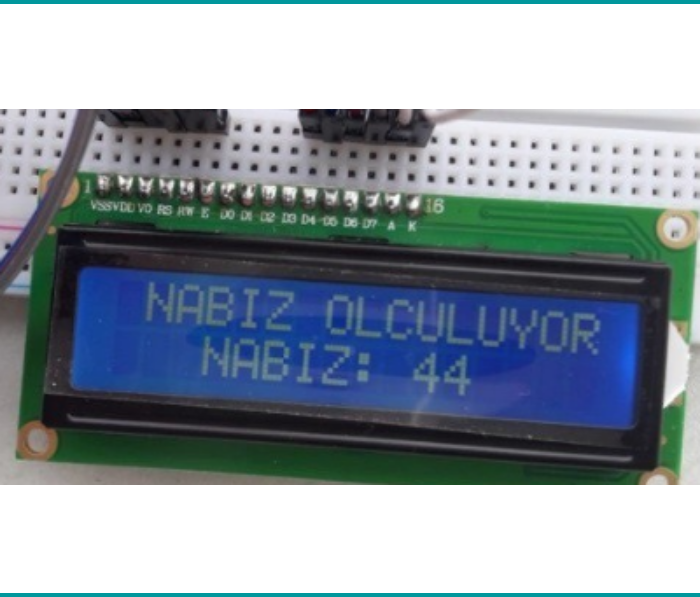 1 16
VSS VDD VO RS RW E D0 D1 D2 D3 D4 D5 D6 D7 A K
NABIZ OLCULUYOR
NABIZ: 44